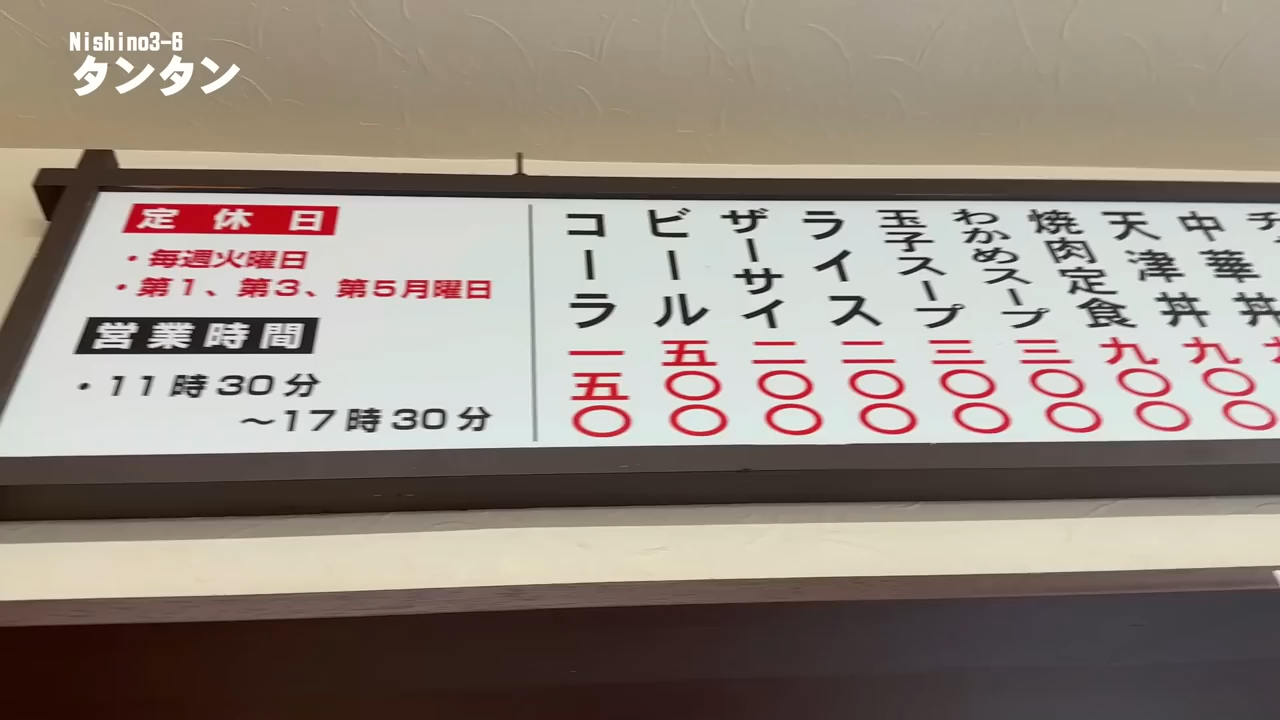 Nishino3-6
タンタン
定休日
・毎週火曜日
・第1、第3、第5月曜日
営業時間
・11時30分
～17時30分
コーラ 一五〇
ビール 五〇〇
ザーサイ 二〇〇
ライス 二〇〇
玉子スープ 三〇〇
わかめスープ 三〇〇
焼肉定食 九〇〇
天津丼 九〇〇
中華丼 九〇〇